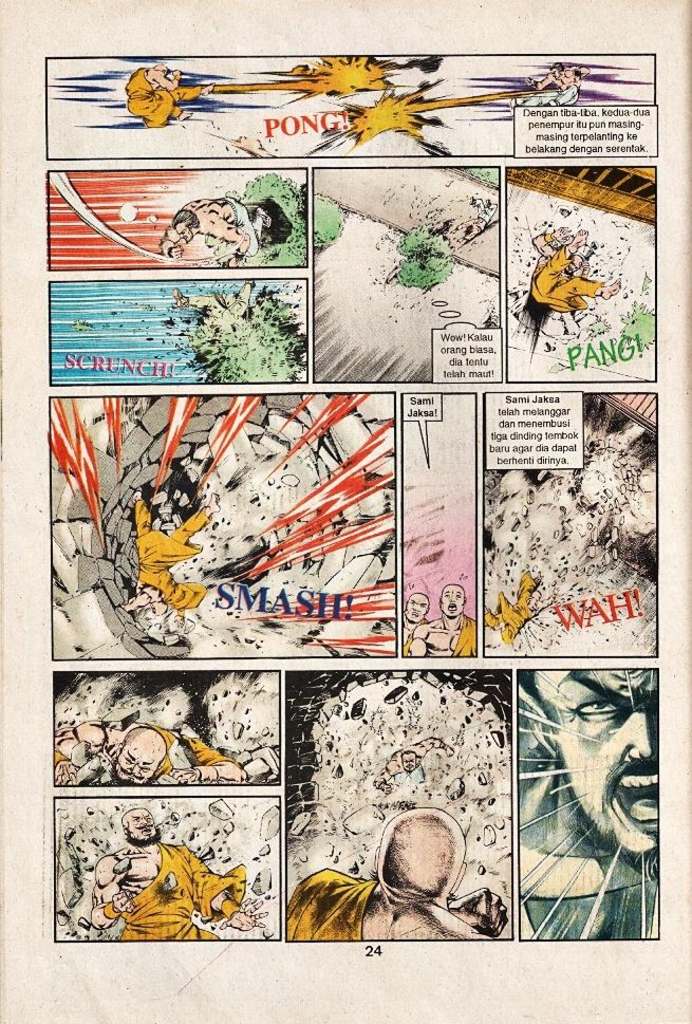 PONG!
Dengan tiba-tiba, kedua-dua
penempur itu pun masing-
masing terpelanting ke
belakang dengan serentak.
SCRUNCH!
Wow! Kalau
orang biasa,
dia tentu
telah maut!
PANG!
SMASH!
Sami
Jaksa!
Sami Jaksa
telah melanggar
dan menembusi
tiga dinding tembok
baru agar dia dapat
berhenti dirinya.
WAH!
24